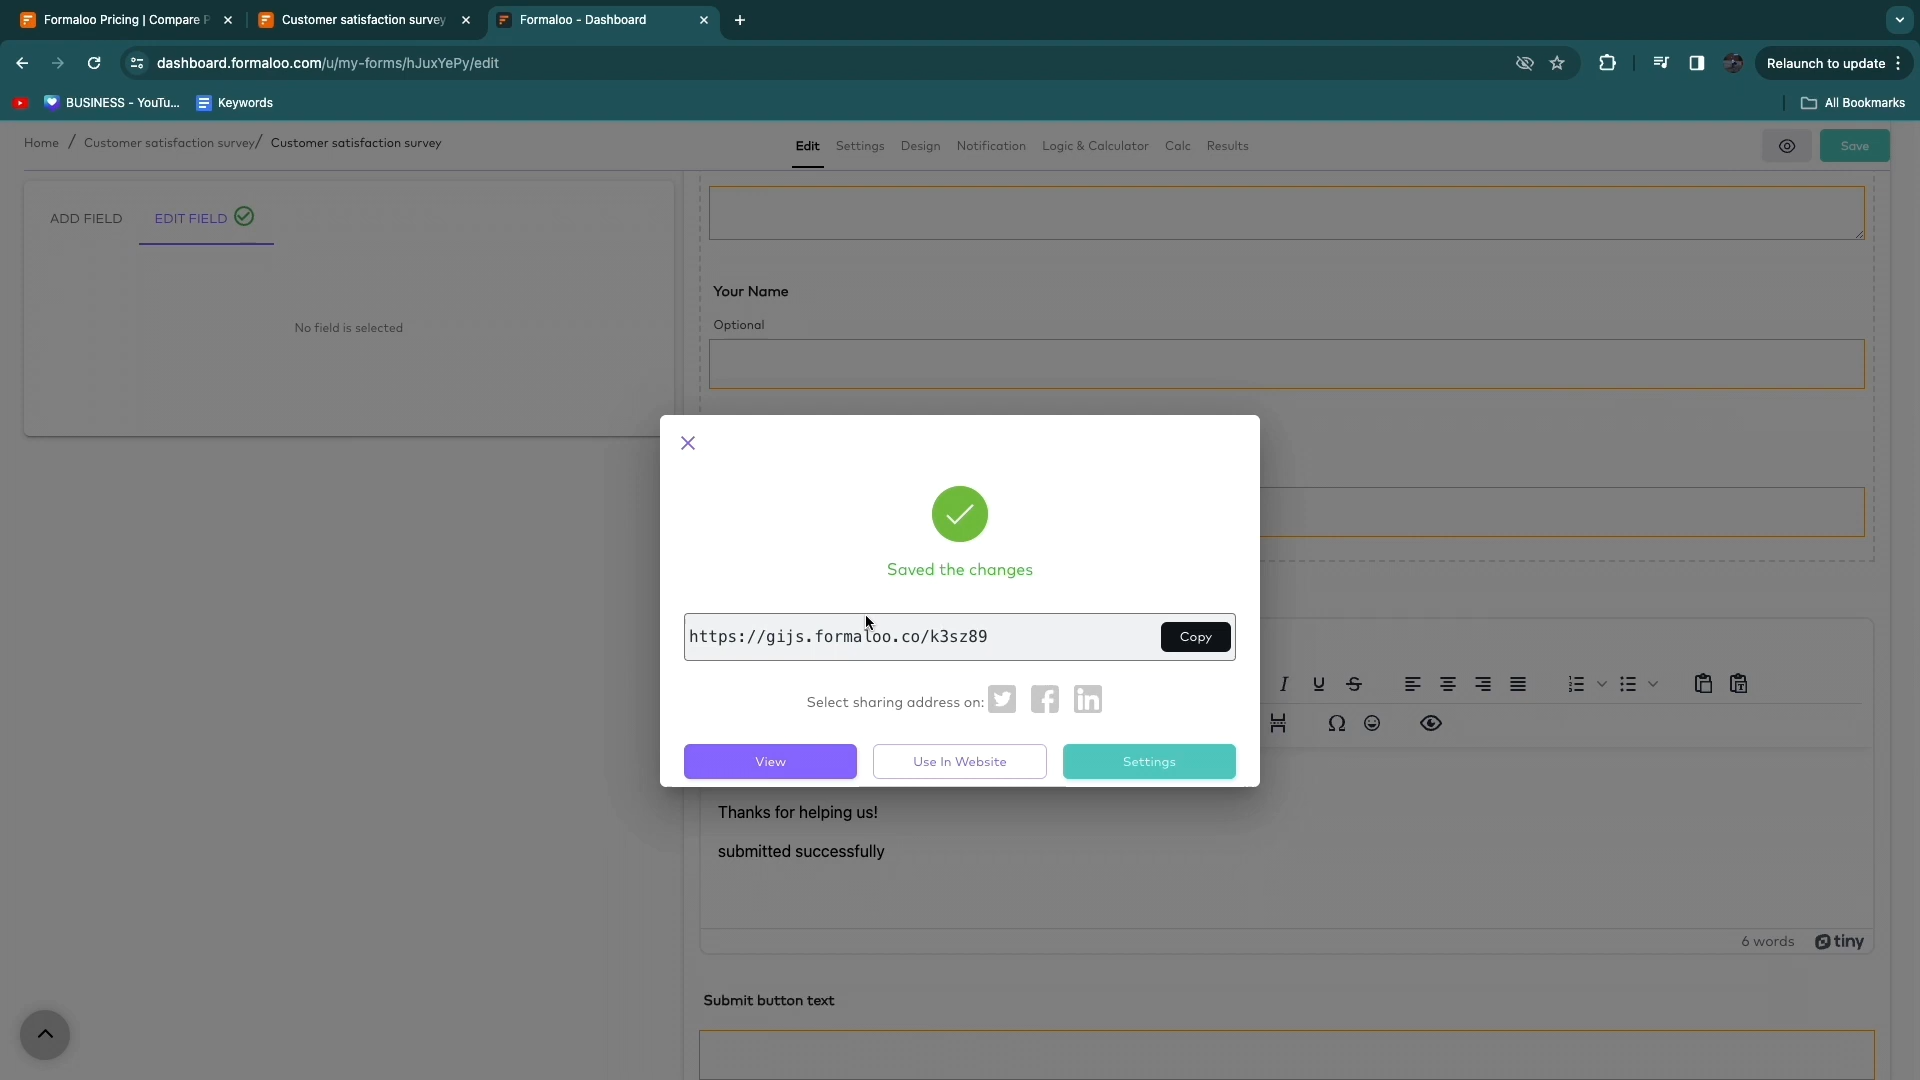 Formaloo Pricing | Compare P
Customer satisfaction survey
Formaloo - Dashboard
dashboard.formaloo.com/u/my-forms/hJuxYePy/edit
Relaunch to update
BUSINESS - YouTu...
Keywords
All Bookmarks
Home / Customer satisfaction survey/ Customer satisfaction survey
Edit Settings Design Notification Logic & Calculator Calc Results
Save
ADD FIELD
EDIT FIELD
No field is selected
Your Name
Optional
Saved the changes
https://gijs.formaloo.co/k3sz89
Copy
Select sharing address on:
View
Use In Website
Settings
Thanks for helping us!
submitted successfully
6 words
tiny
Submit button text